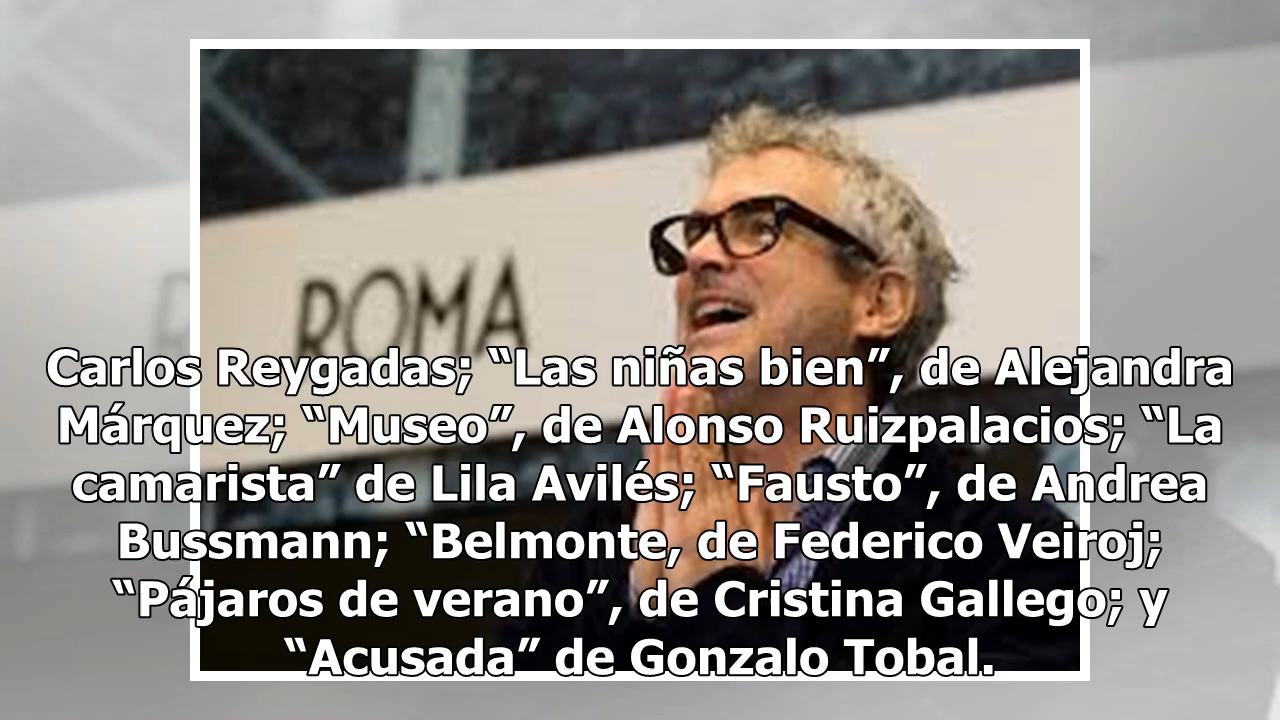 ROMA
Carlos Reygadas; “Las niñas bien”, de Alejandra
Márquez; “Museo”, de Alonso Ruizpalacios; “La
camarista” de Lila Avilés; “Fausto”, de Andrea
Bussmann; “Belmonte, de Federico Veiroj;
“Pájaros de verano”, de Cristina Gallego; y
“Acusada” de Gonzalo Tobal.